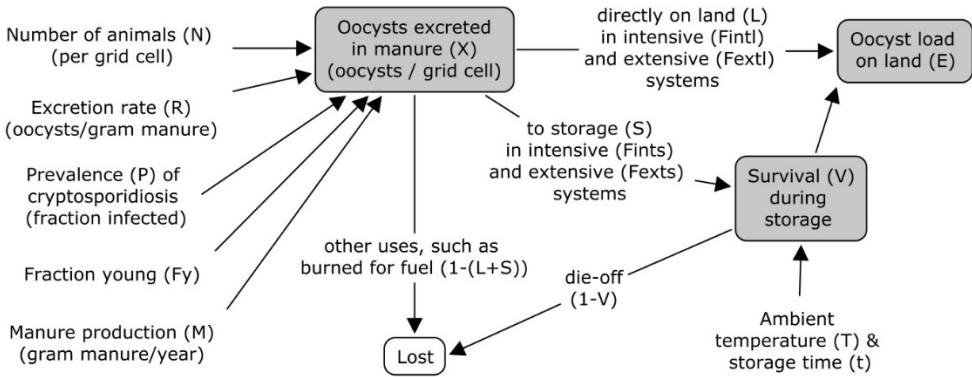 Number of animals (N)
(per grid cell)
Excretion rate (R)
(oocysts/gram manure)
Prevalence (P) of
cryptosporidiosis
(fraction infected)
Fraction young (Fy)
Manure production (M)
(gram manure/year)
Oocysts excreted
in manure (X)
(oocysts / grid cell)
directly on land (L)
in intensive (Fintl)
and extensive (Fextl)
systems
Oocyst load
on land (E)
to storage (S)
in intensive (Fints)
and extensive (Fexts)
systems
Survival (V)
during
storage
other uses, such as
burned for fuel (1-(L+S))
die-off
(1-V)
Lost
Ambient
temperature (T) &
storage time (t)